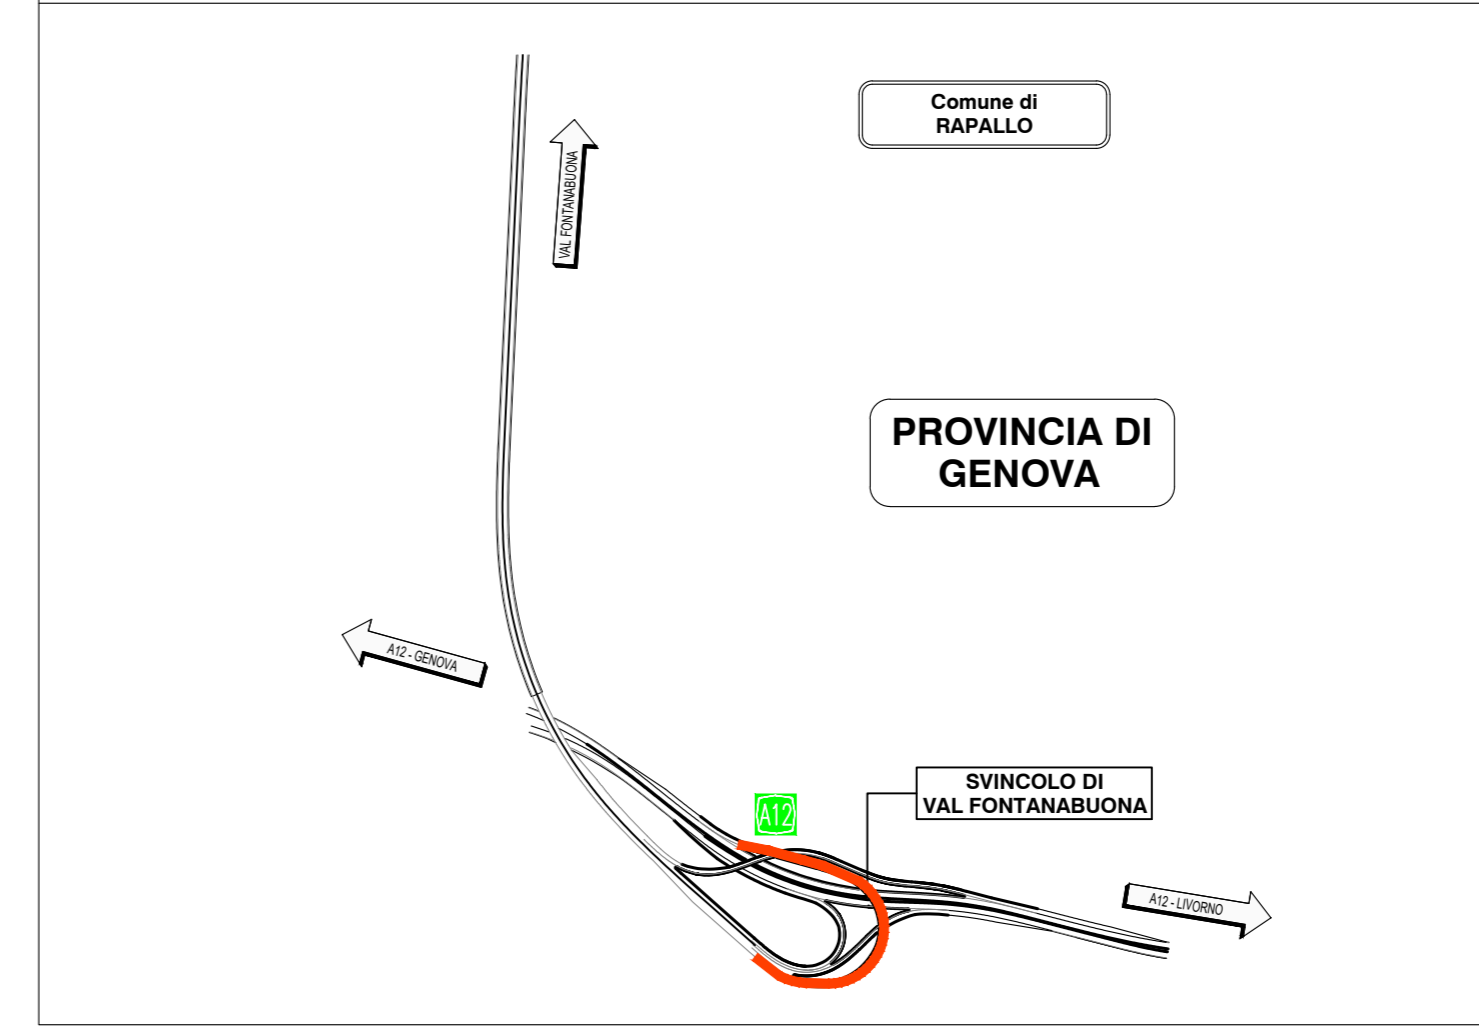 Comune di
RAPALLO
VAL FONTANABUONA
PROVINCIA DI
GENOVA
A12 - GENOVA
SVINCOLO DI
VAL FONTANABUONA
A12
A12 - LIVORNO